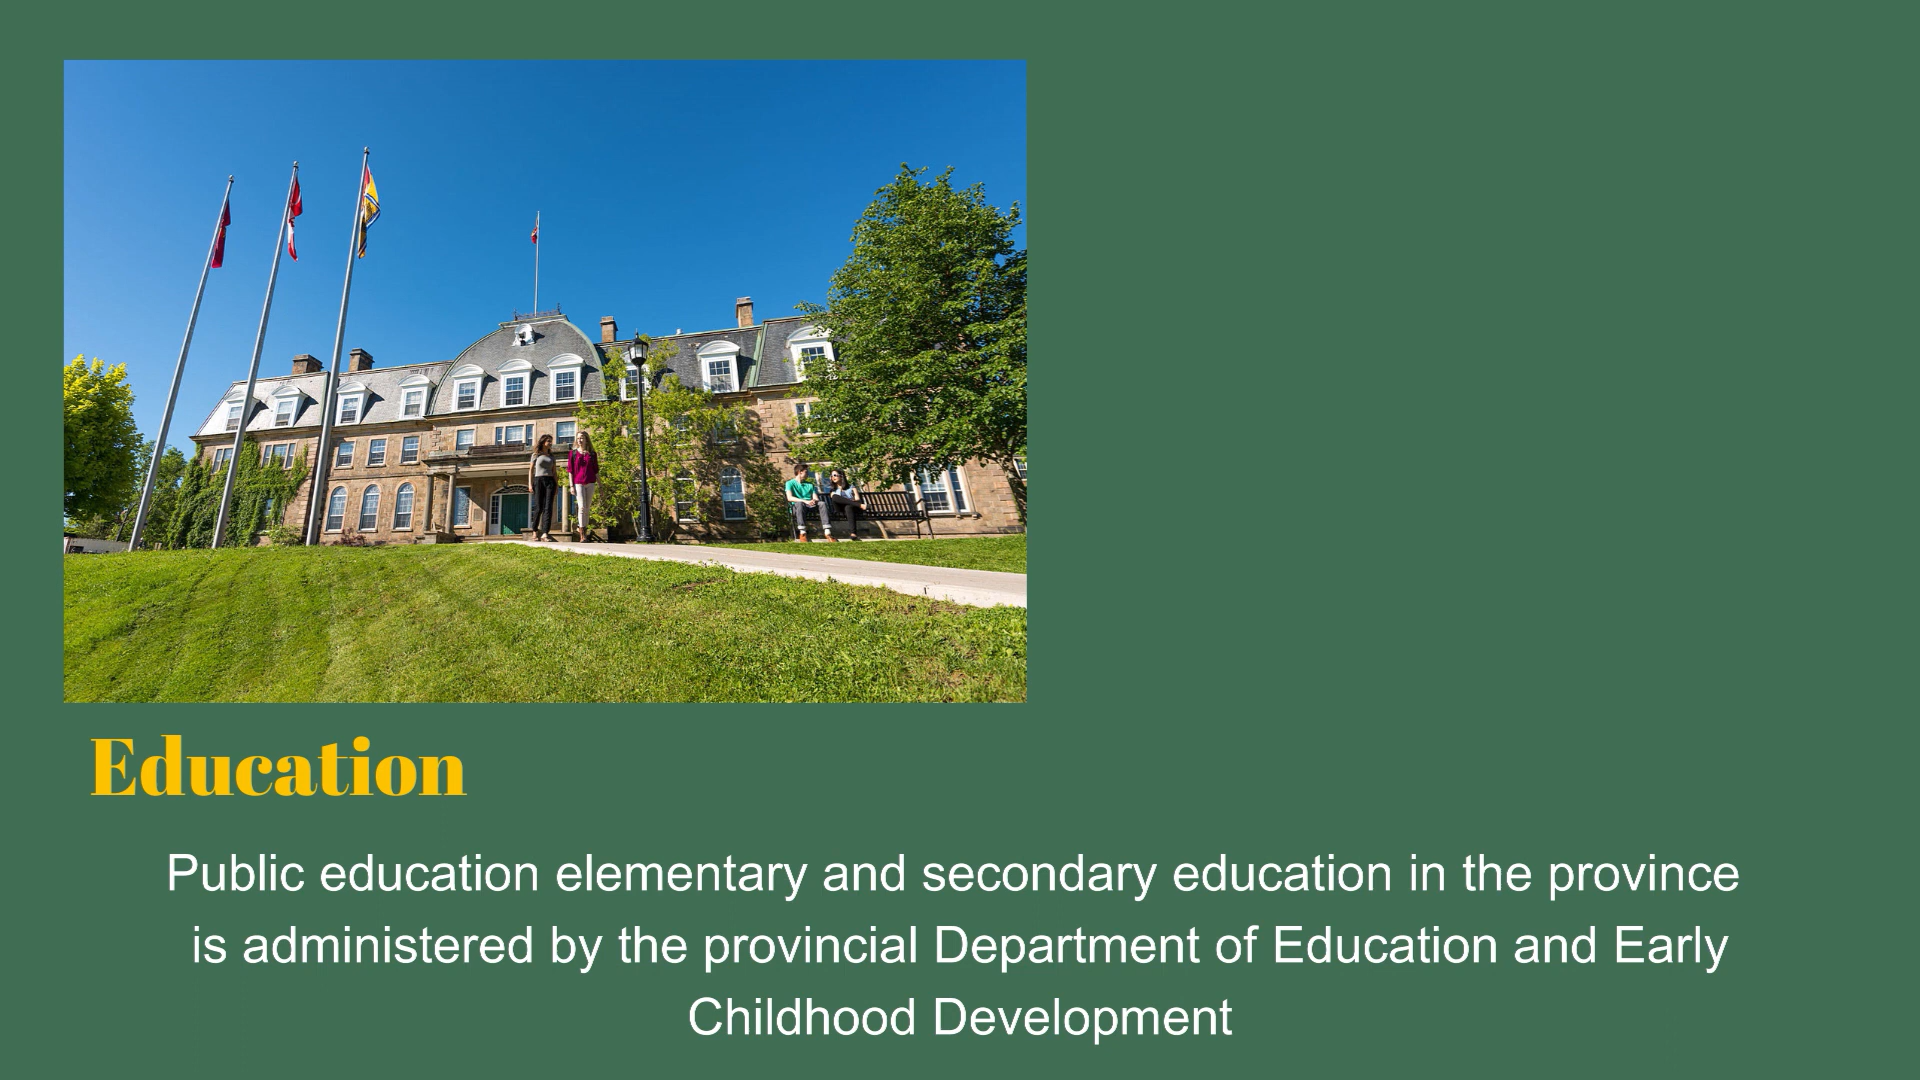 Education
Public education elementary and secondary education in the province
is administered by the provincial Department of Education and Early
Childhood Development